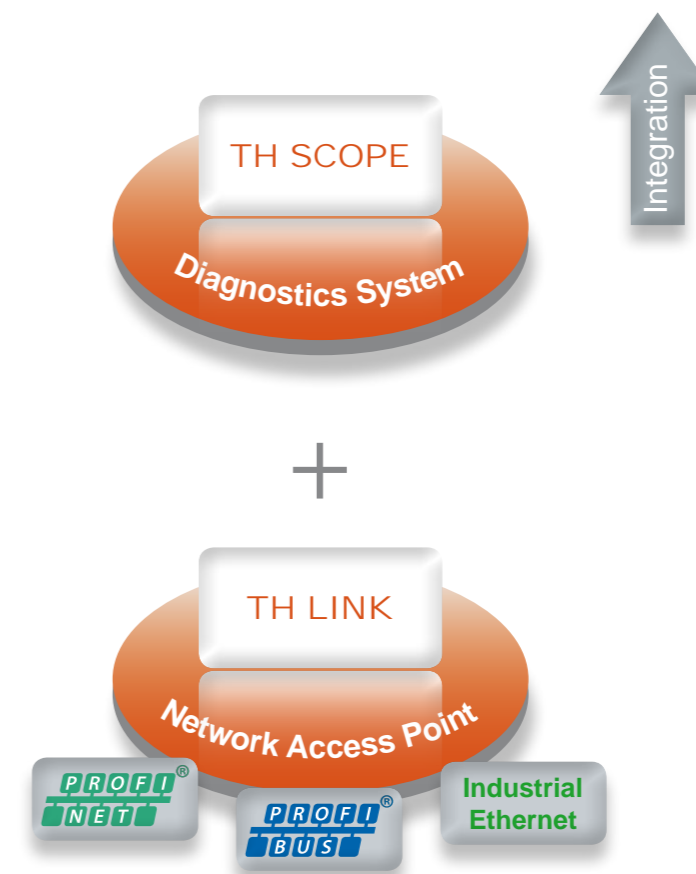 Integration
TH SCOPE
Diagnostics System
+
TH LINK
Network Access Point
PROFI®
NET
PROFI®
BUS
Industrial
Ethernet